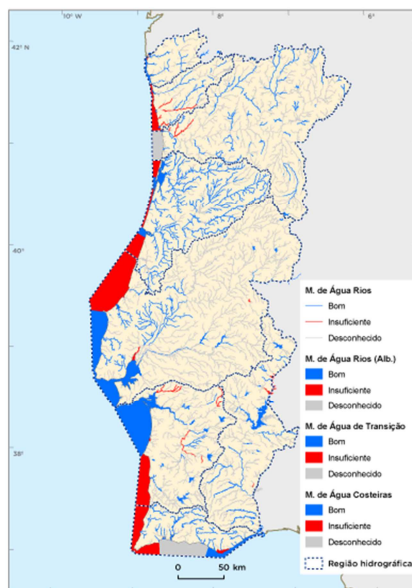 10° W
8°
6°
42° N
40°
38°
M. de Água Rios
Bom
Insuficiente
Desconhecido
M. de Água Rios (Alb.)
Bom
Insuficiente
Desconhecido
M. de Água de Transição
Bom
Insuficiente
Desconhecido
M. de Água Costeiras
Bom
Insuficiente
Desconhecido
Região hidrográfica
0 50 km